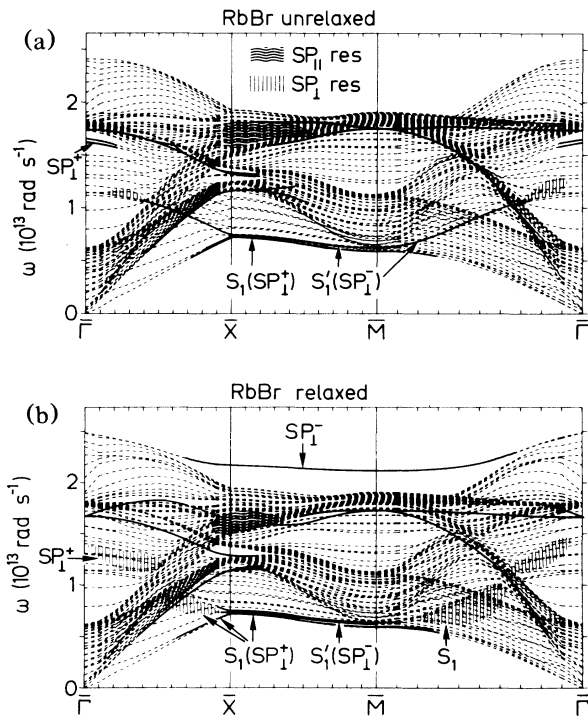 RbBr unrelaxed
(a)
SP|| res
SP⊥ res
2
1
0
ω (10¹³ rad s⁻¹)
SP⊥⁺
S₁(SP⊥⁺)
S₁′(SP⊥⁻)
Γ̄ X̄ M̄ Γ̄
RbBr relaxed
(b)
SP⊥⁻
2
1
0
ω (10¹³ rad s⁻¹)
SP⊥⁺
S₁(SP⊥⁺)
S₁′(SP⊥⁻)
S₁
Γ̄ X̄ M̄ Γ̄